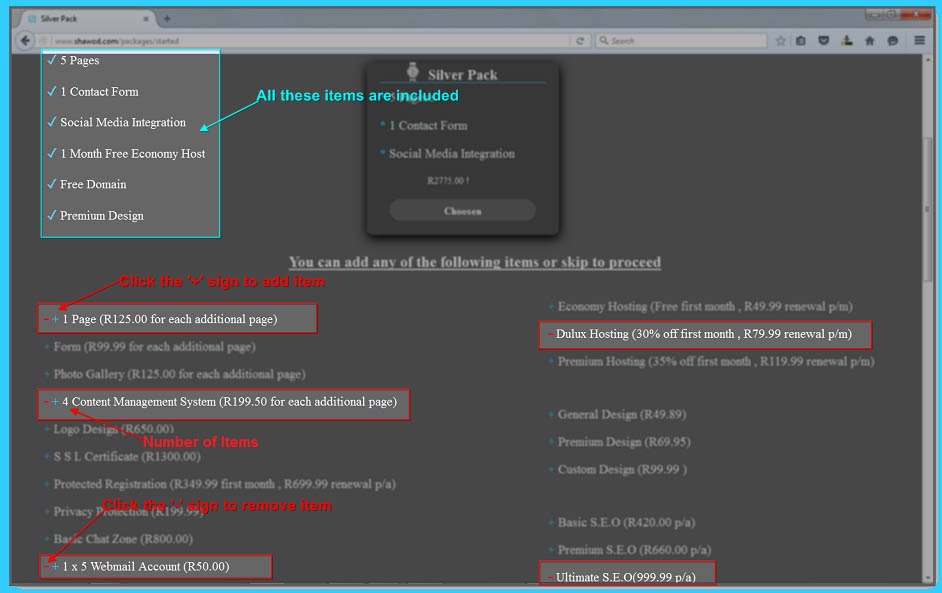 Silver Pack
www.shawod.com/packages/started
Search
✓ 5 Pages
✓ 1 Contact Form
✓ Social Media Integration
✓ 1 Month Free Economy Host
✓ Free Domain
✓ Premium Design
All these items are included
Silver Pack
5 Pages
* 1 Contact Form
* Social Media Integration
R2775.00 !
Choosen
You can add any of the following items or skip to proceed
Click the '+' sign to add item
- + 1 Page (R125.00 for each additional page)
+ Form (R99.99 for each additional page)
+ Photo Gallery (R125.00 for each additional page)
- + 4 Content Management System (R199.50 for each additional page)
+ Logo Design (R650.00)
Number of Items
+ S S L Certificate (R1300.00)
+ Protected Registration (R349.99 first month , R699.99 renewal p/a)
Click the '-' sign to remove item
+ Privacy Protection (R199.99)
+ Basic Chat Zone (R800.00)
- + 1 x 5 Webmail Account (R50.00)
+ Economy Hosting (Free first month , R49.99 renewal p/m)
- Dulux Hosting (30% off first month , R79.99 renewal p/m)
+ Premium Hosting (35% off first month , R119.99 renewal p/m)
+ General Design (R49.89)
+ Premium Design (R69.95)
+ Custom Design (R99.99 )
+ Basic S.E.O (R420.00 p/a)
+ Premium S.E.O (R660.00 p/a)
- Ultimate S.E.O(999.99 p/a)